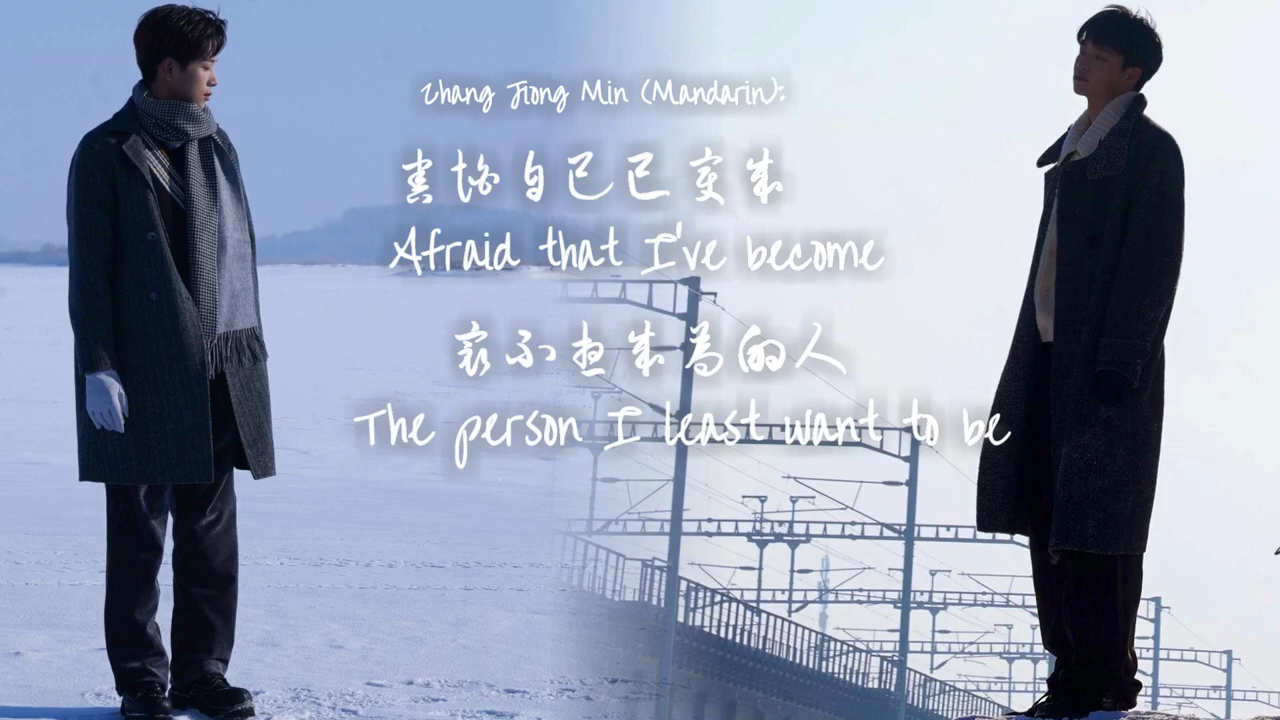 Zhang Jiong Min (Mandarin):
害怕自己已变成
Afraid that I've become
最不想成为的人
The person I least want to be